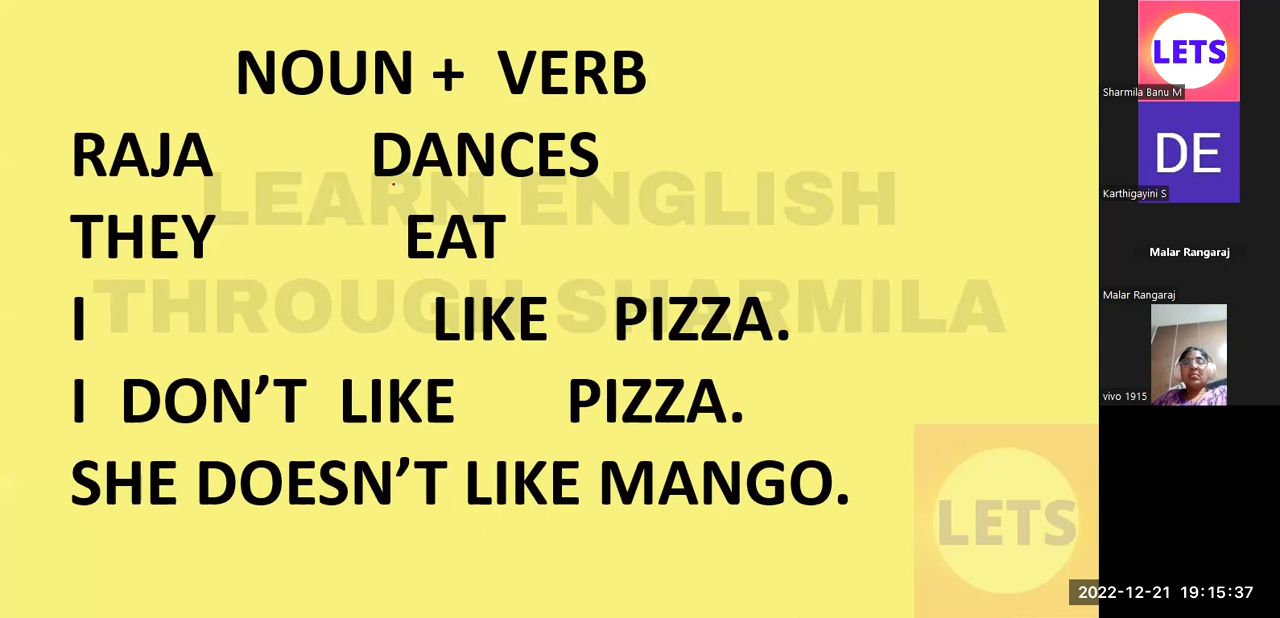 NOUN + VERB
RAJA DANCES
THEY EAT
I LIKE PIZZA.
I DON'T LIKE PIZZA.
SHE DOESN'T LIKE MANGO.
LEARN ENGLISH
THROUGH SHARMILA
LETS
LETS
Sharmila Banu M
DE
Karthigayini S
Malar Rangaraj
Malar Rangaraj
vivo 1915
2022-12-21 19:15:37